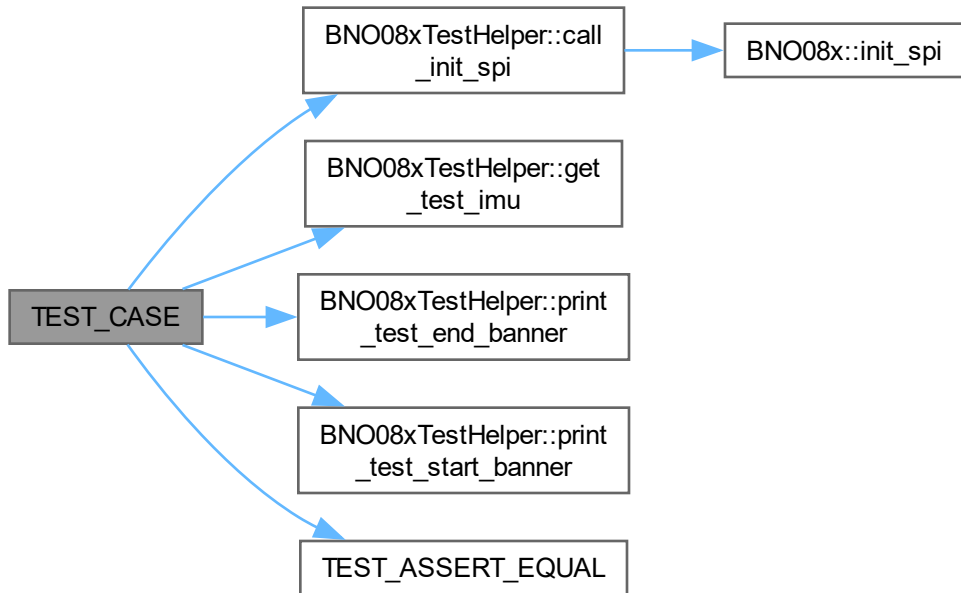 BNO08xTestHelper::call
_init_spi
BNO08x::init_spi
BNO08xTestHelper::get
_test_imu
TEST_CASE
BNO08xTestHelper::print
_test_end_banner
BNO08xTestHelper::print
_test_start_banner
TEST_ASSERT_EQUAL